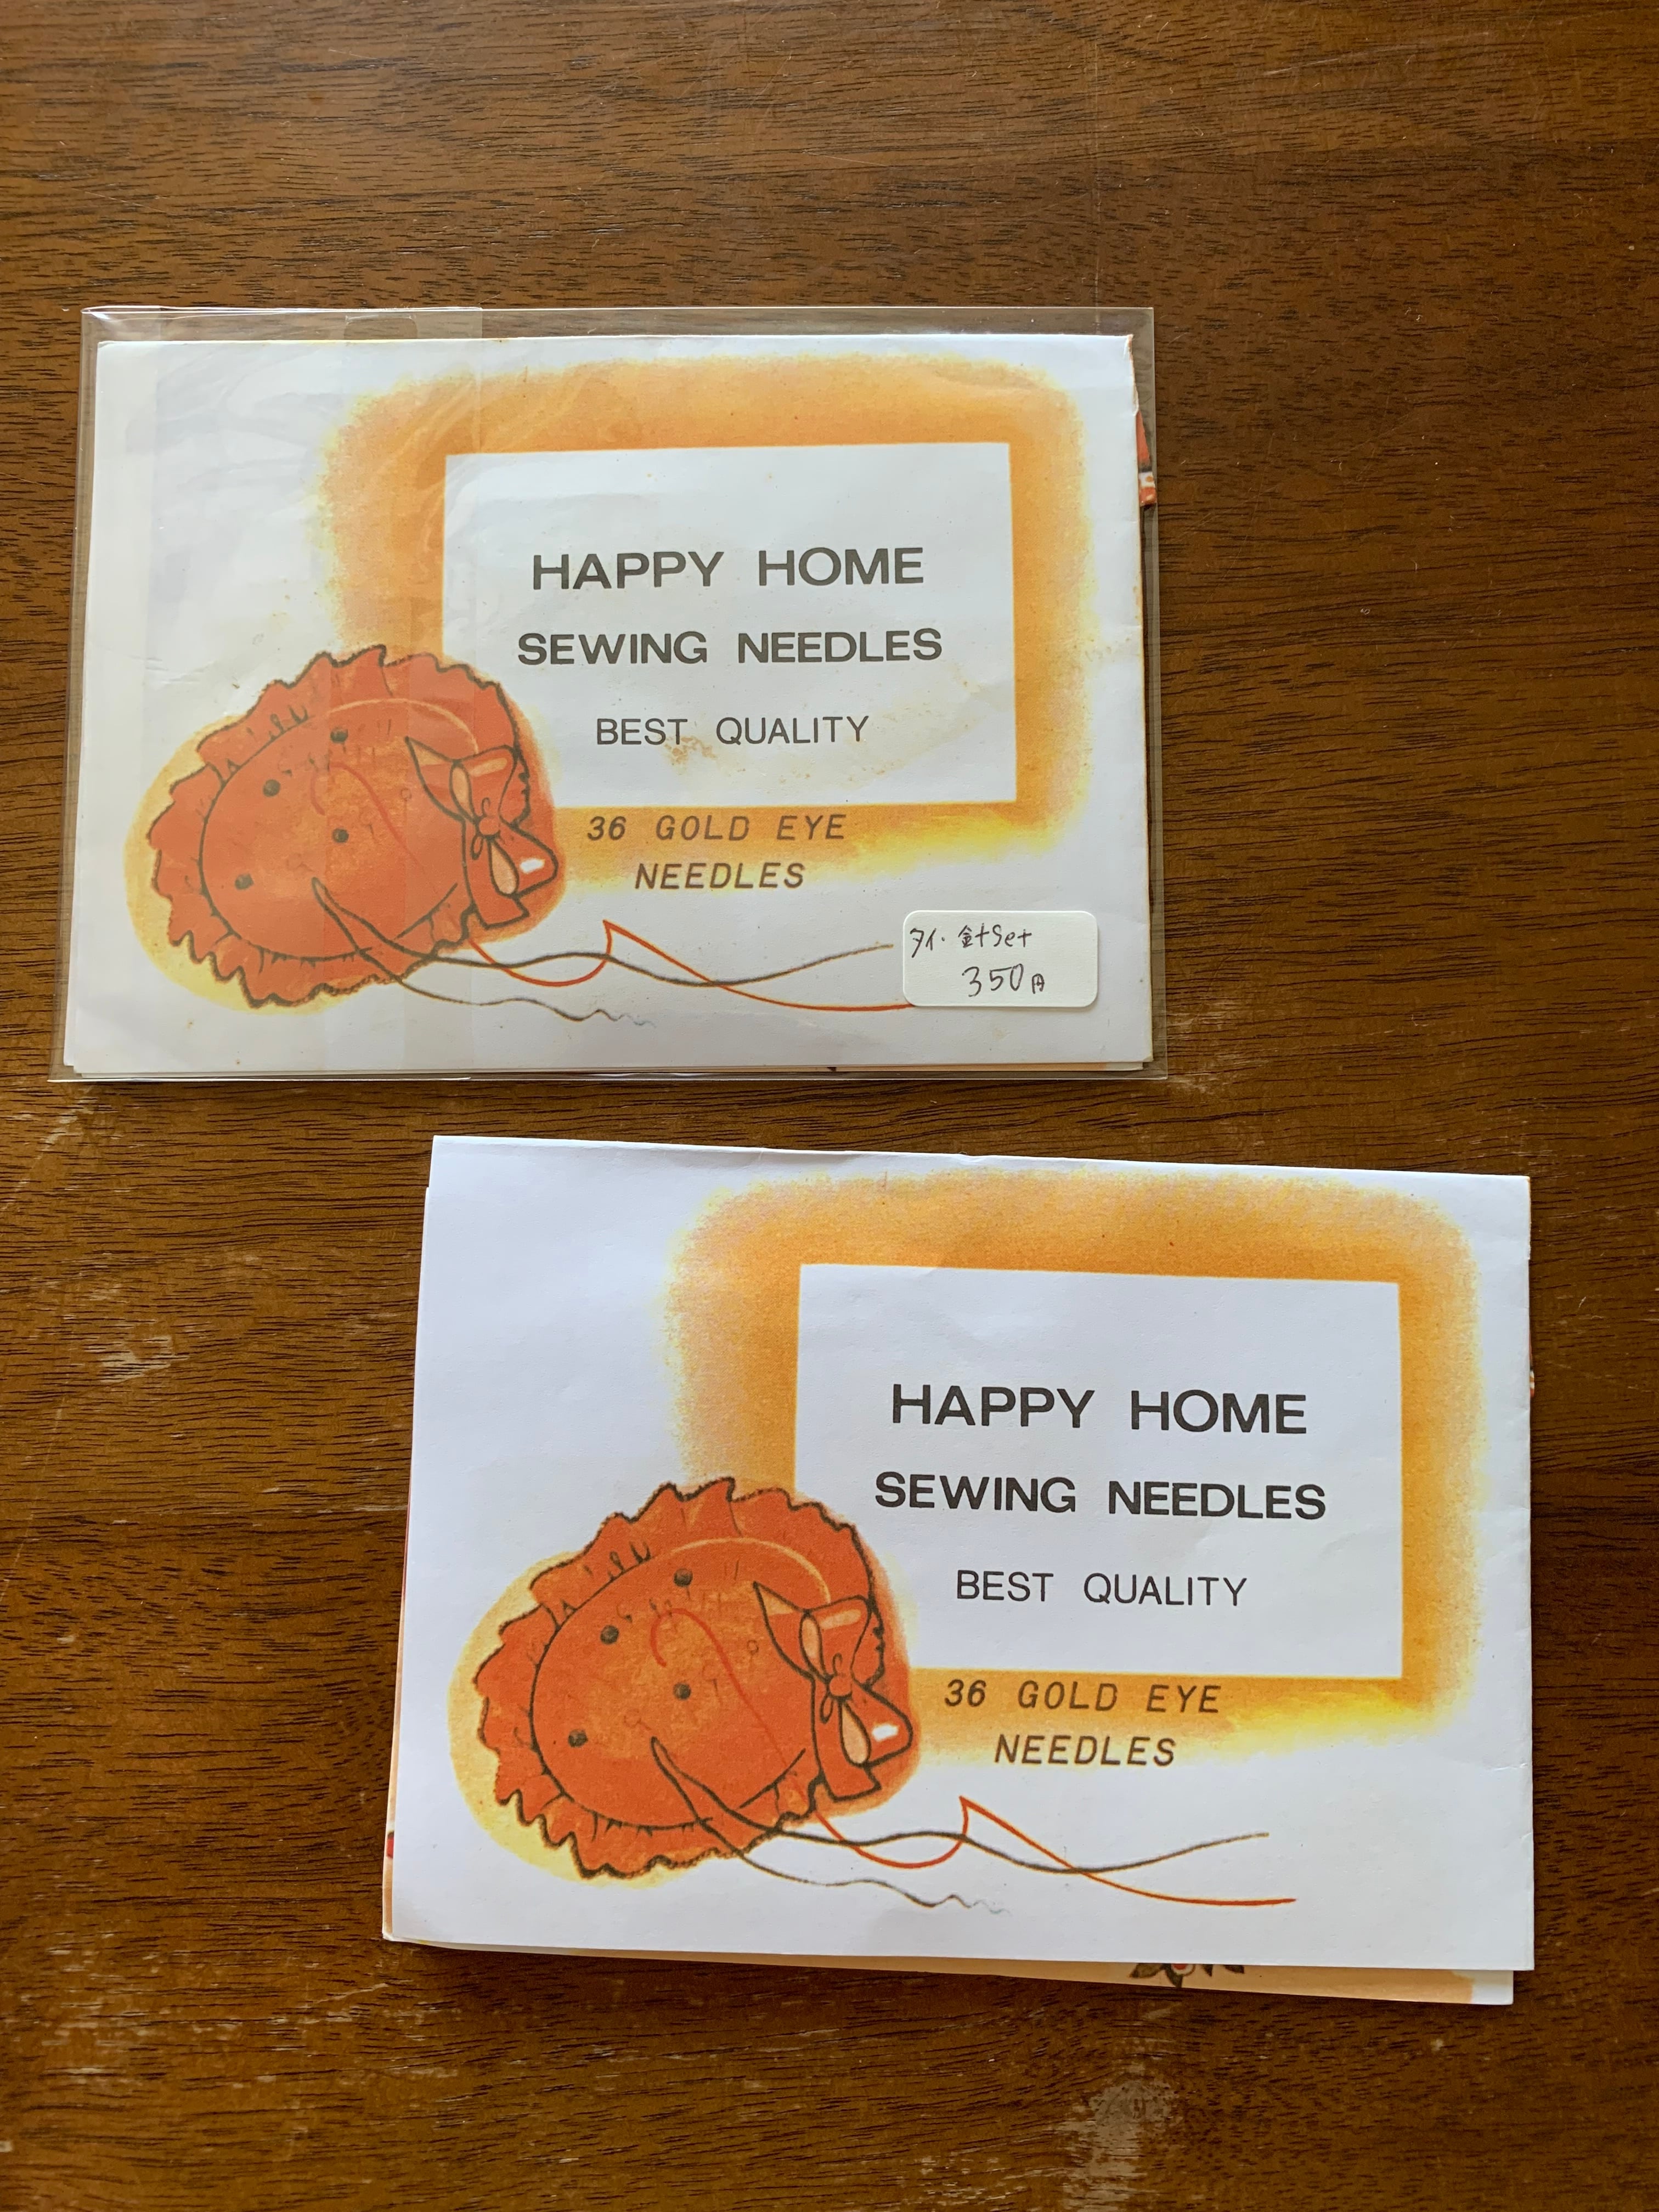 HAPPY HOME
SEWING NEEDLES
BEST QUALITY
36 GOLD EYE
NEEDLES
タイ・針Set
350円
HAPPY HOME
SEWING NEEDLES
BEST QUALITY
36 GOLD EYE
NEEDLES